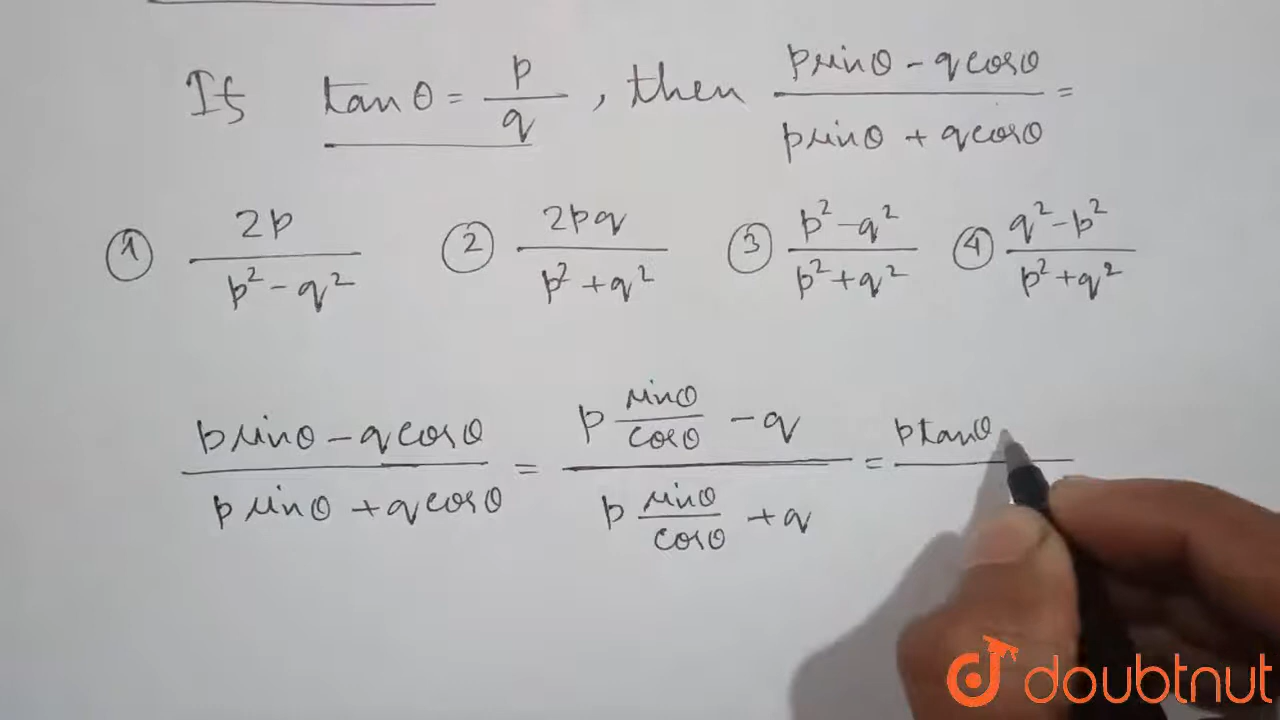 If tanθ = p/q, then (p sinθ - q cosθ)/(p sinθ + q cosθ) =
① 2p/(p² - q²) ② 2pq/(p² + q²) ③ (p² - q²)/(p² + q²) ④ (q² - p²)/(p² + q²)
(p sinθ - q cosθ)/(p sinθ + q cosθ) = (p sinθ/cosθ - q)/(p sinθ/cosθ + q) = p tanθ
doubtnut